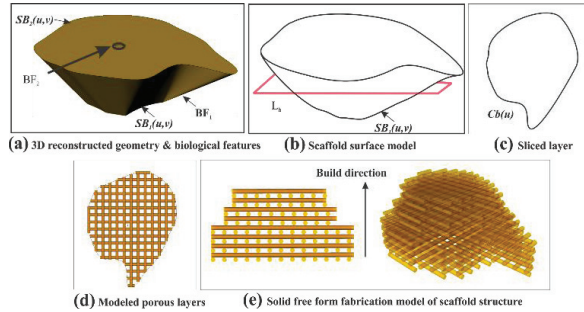 SB₂(u,v)
BF₂
SB₁(u,v)
BF₁
(a) 3D reconstructed geometry & biological features
Lₕ
SB₁(u,v)
(b) Scaffold surface model
Cb(u)
(c) Sliced layer
(d) Modeled porous layers
Build direction
(e) Solid free form fabrication model of scaffold structure